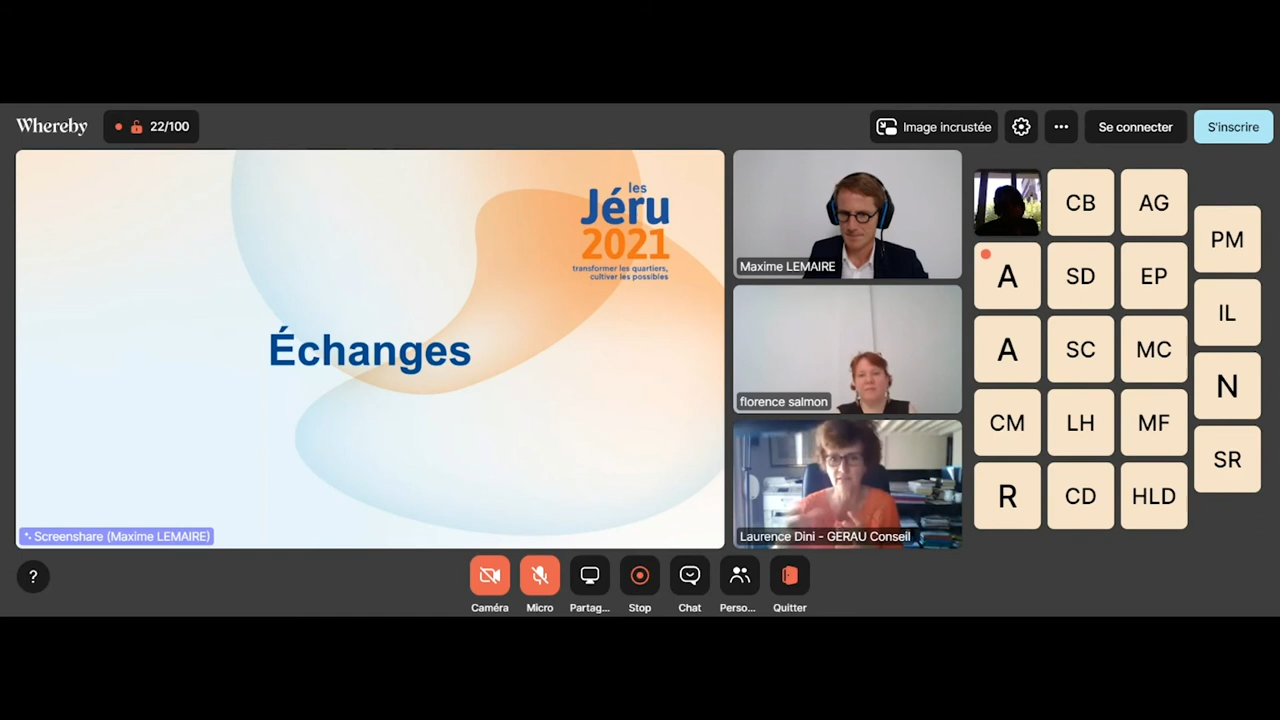 Whereby
22/100
Image incrustée
Se connecter
S'inscrire
les
Jéru
2021
transformer les quartiers,
cultiver les possibles
Échanges
Screenshare (Maxime LEMAIRE)
Maxime LEMAIRE
florence salmon
Laurence Dini - GERAU Conseil
CB
AG
PM
A
SD
EP
IL
A
SC
MC
N
CM
LH
MF
SR
R
CD
HLD
?
Caméra
Micro
Partag...
Stop
Chat
Perso...
Quitter